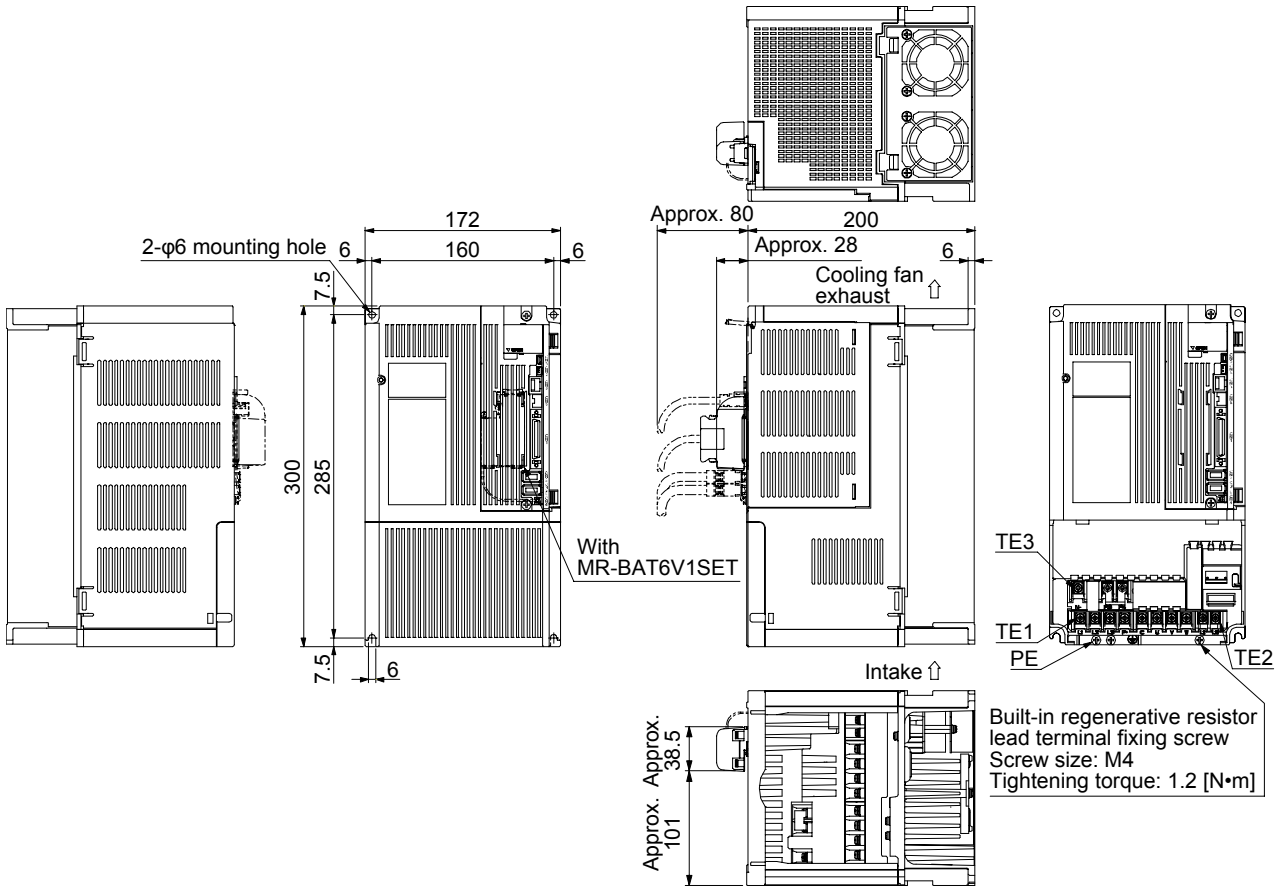 Approx. 80
200
172
2-φ6 mounting hole
6
160
6
Approx. 28
6
7.5
Cooling fan
exhaust
300
285
With
MR-BAT6V1SET
TE3
TE1
PE
TE2
7.5
6
Intake
Approx.
38.5
Approx.
101
Built-in regenerative resistor
lead terminal fixing screw
Screw size: M4
Tightening torque: 1.2 [N•m]